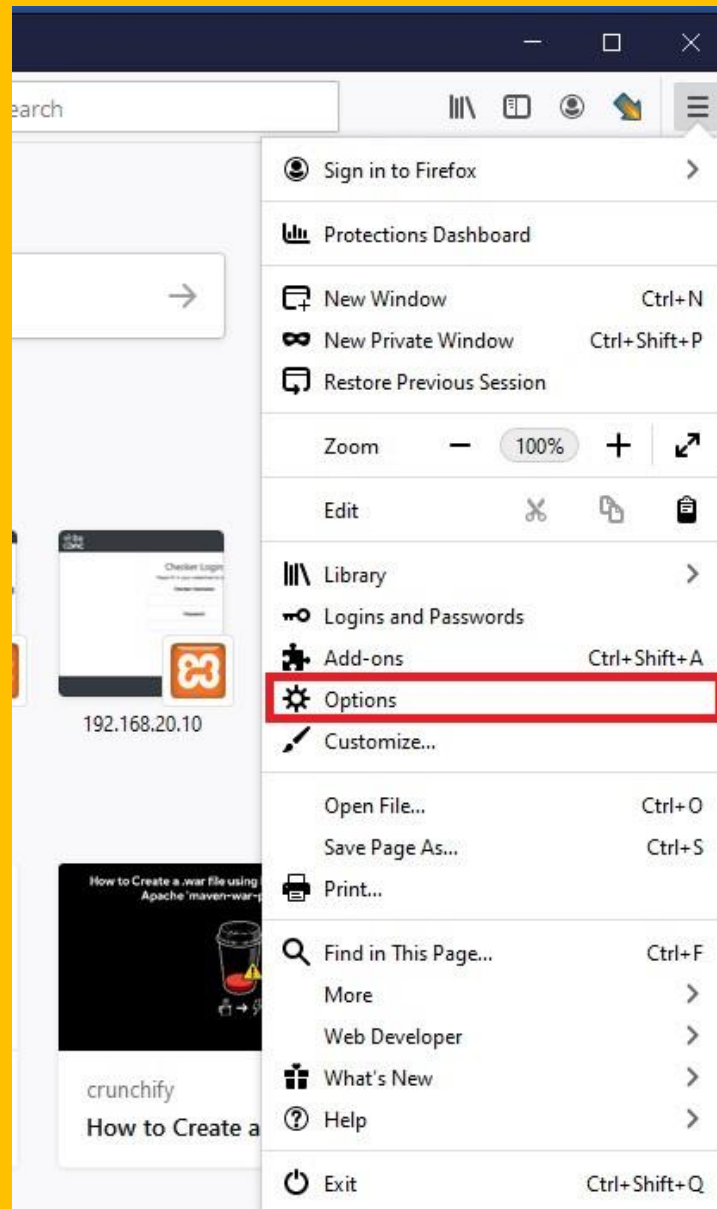 earch
Sign in to Firefox
Protections Dashboard
New Window Ctrl+N
New Private Window Ctrl+Shift+P
Restore Previous Session
Zoom 100%
Edit
Library
Logins and Passwords
Add-ons Ctrl+Shift+A
Options
Customize...
Open File... Ctrl+O
Save Page As... Ctrl+S
Print...
Find in This Page... Ctrl+F
More
Web Developer
What's New
Help
Exit Ctrl+Shift+Q
Checker Login
Password
192.168.20.10
How to Create a .war file using
Apache 'maven-war-p
crunchify
How to Create a